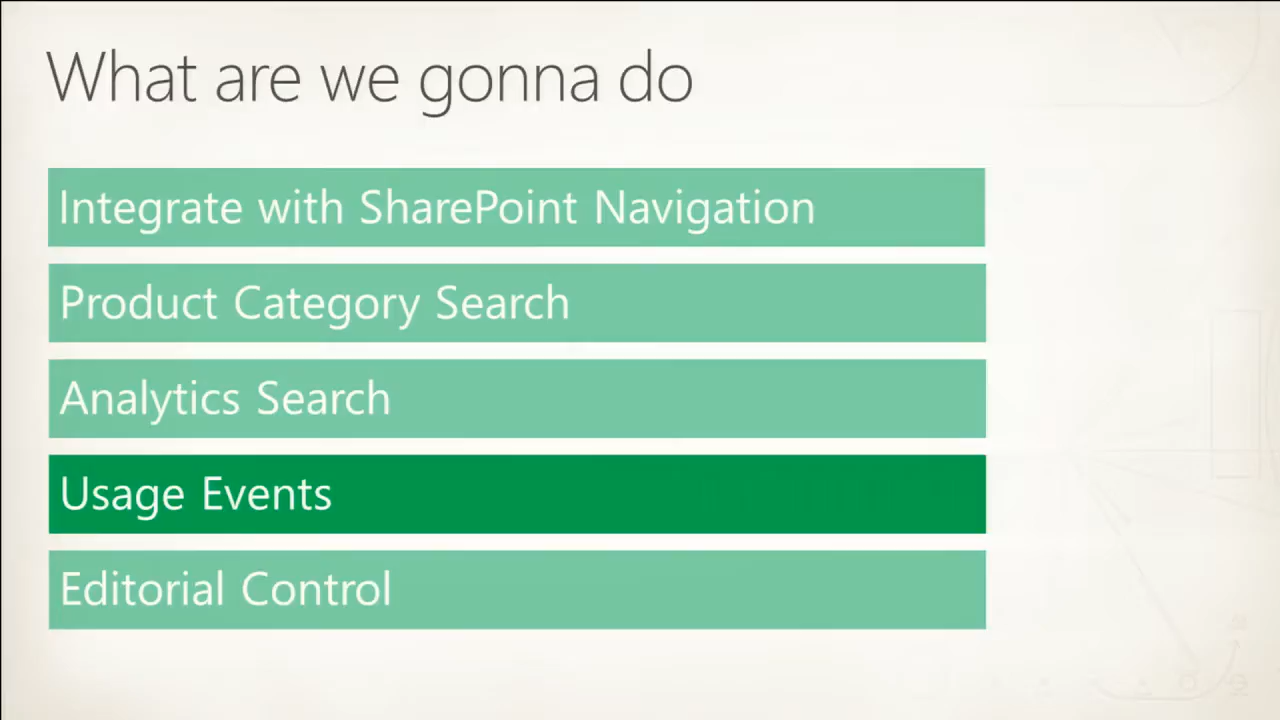 What are we gonna do
Integrate with SharePoint Navigation
Product Category Search
Analytics Search
Usage Events
Editorial Control